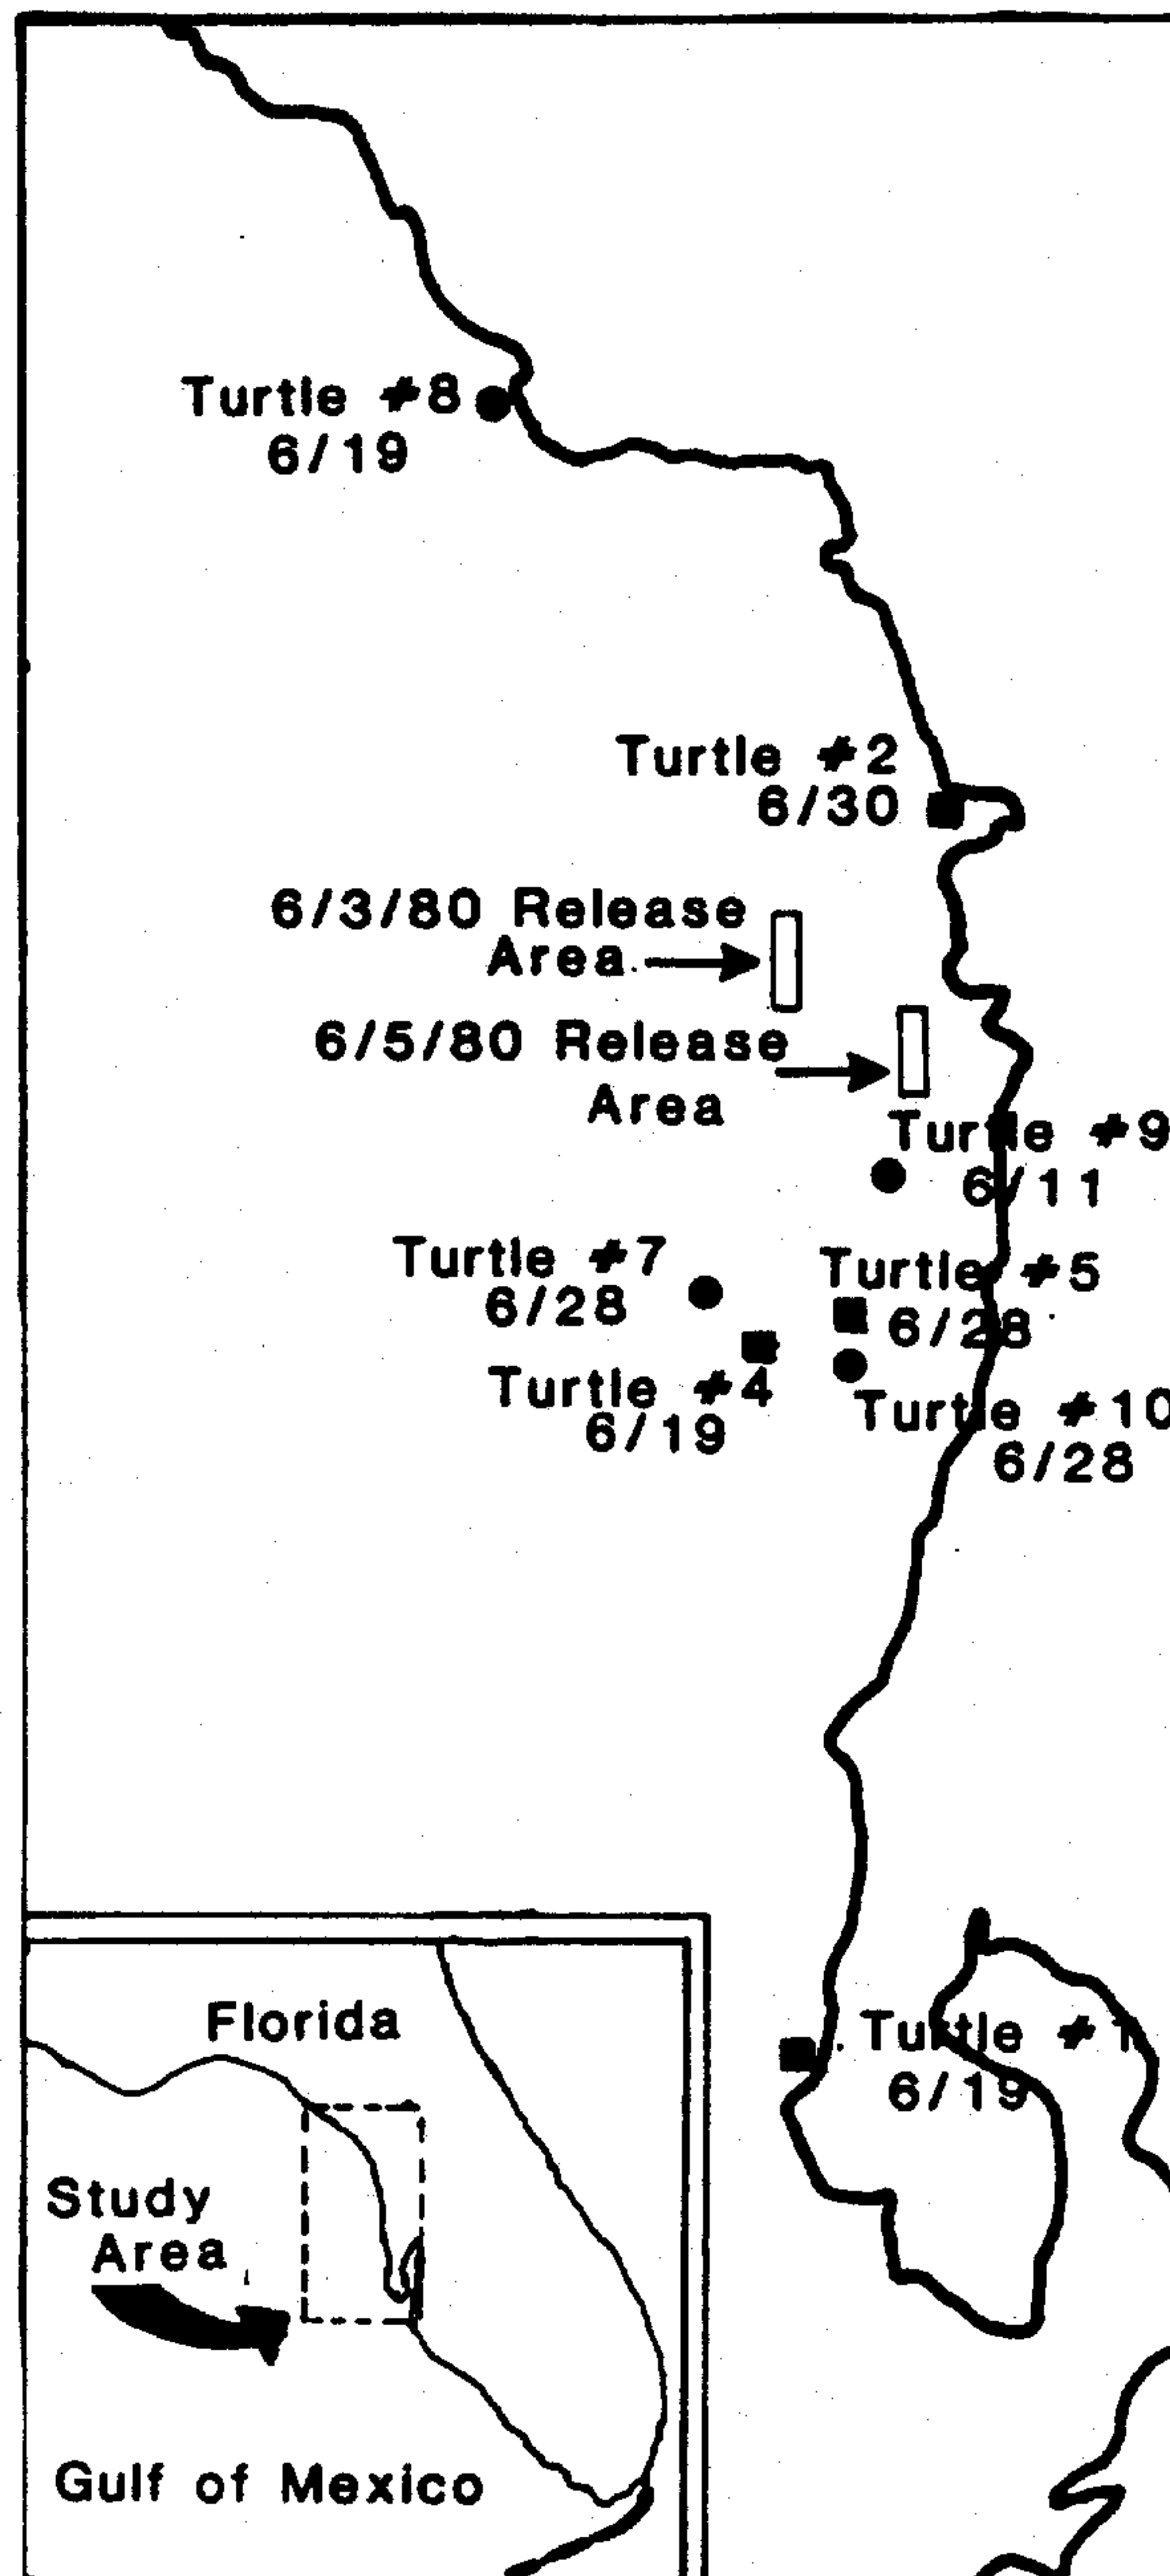 Turtle #8
6/19
Turtle #2
6/30
6/3/80 Release
Area
6/5/80 Release
Area
Turtle #9
6/11
Turtle #7
6/28
Turtle #5
6/28
Turtle #4
6/19
Turtle #10
6/28
Turtle #1
6/19
Florida
Study
Area
Gulf of Mexico